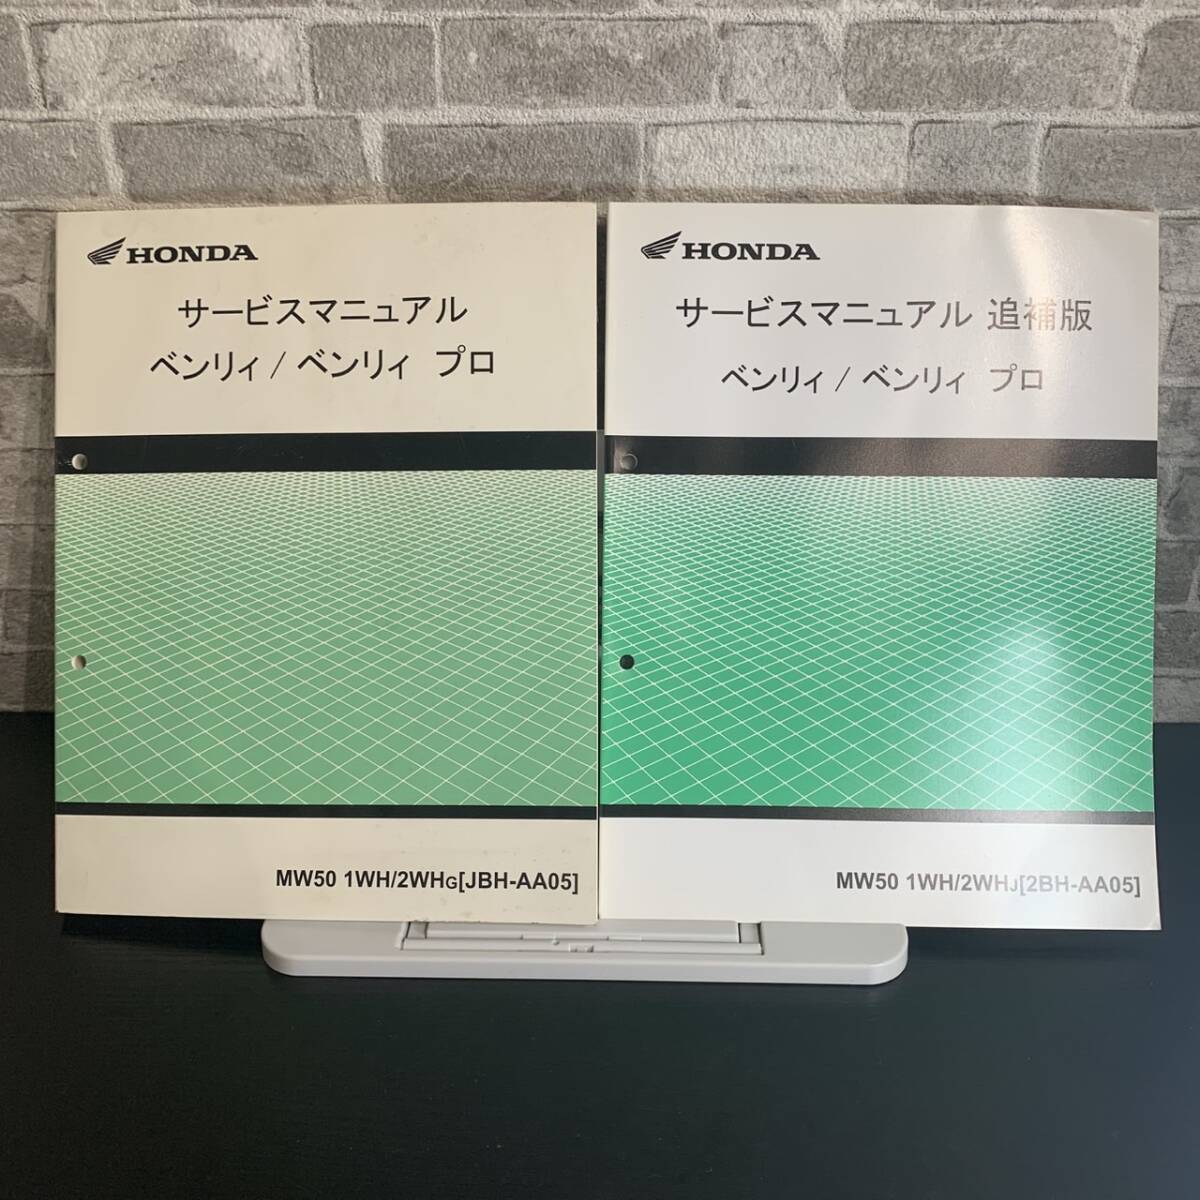 HONDA
サービスマニュアル
ベンリィ / ベンリィ プロ
MW50 1WH/2WHG[JBH-AA05]
HONDA
サービスマニュアル 追補版
ベンリィ / ベンリィ プロ
MW50 1WH/2WHJ[2BH-AA05]